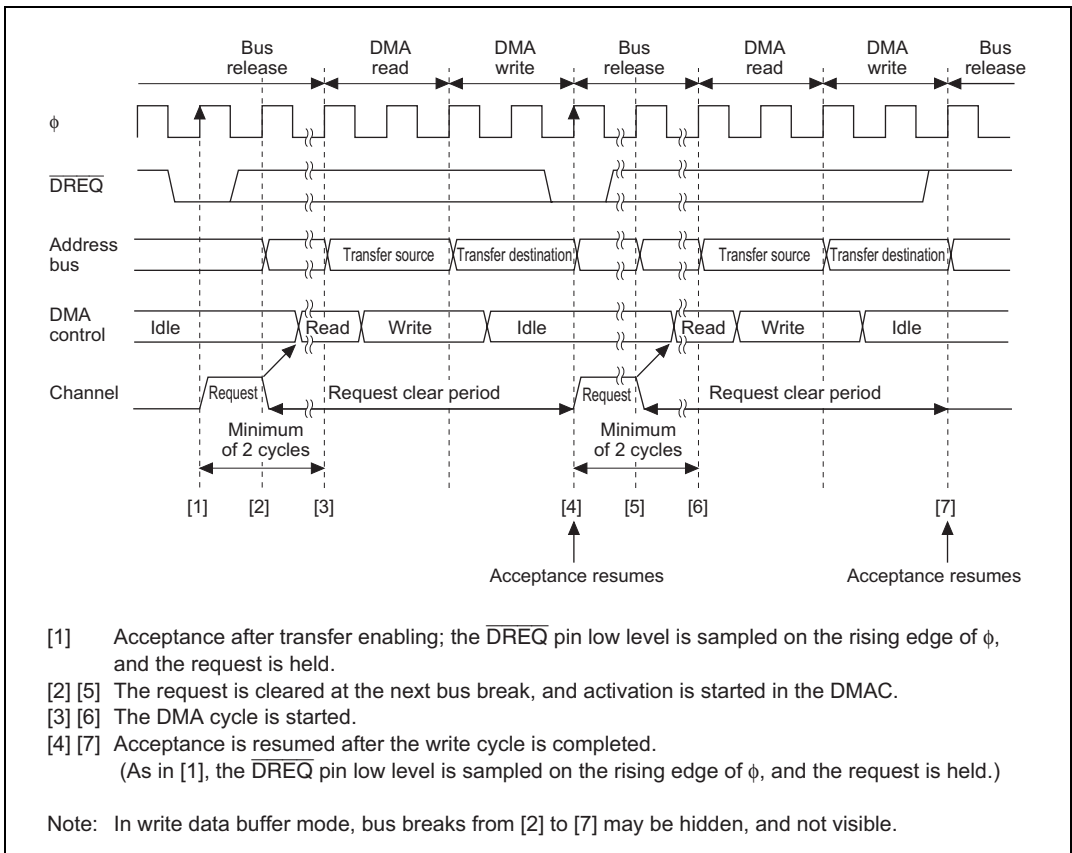 Bus release DMA read DMA write Bus release DMA read DMA write Bus release
ϕ
DREQ
Address bus Transfer source Transfer destination Transfer source Transfer destination
DMA control Idle Read Write Idle Read Write Idle
Channel Request Request clear period Request Request clear period
Minimum of 2 cycles Minimum of 2 cycles
[1] [2] [3] [4] [5] [6] [7]
Acceptance resumes Acceptance resumes
[1] Acceptance after transfer enabling; the DREQ pin low level is sampled on the rising edge of ϕ,
and the request is held.
[2] [5] The request is cleared at the next bus break, and activation is started in the DMAC.
[3] [6] The DMA cycle is started.
[4] [7] Acceptance is resumed after the write cycle is completed.
(As in [1], the DREQ pin low level is sampled on the rising edge of ϕ, and the request is held.)
Note: In write data buffer mode, bus breaks from [2] to [7] may be hidden, and not visible.